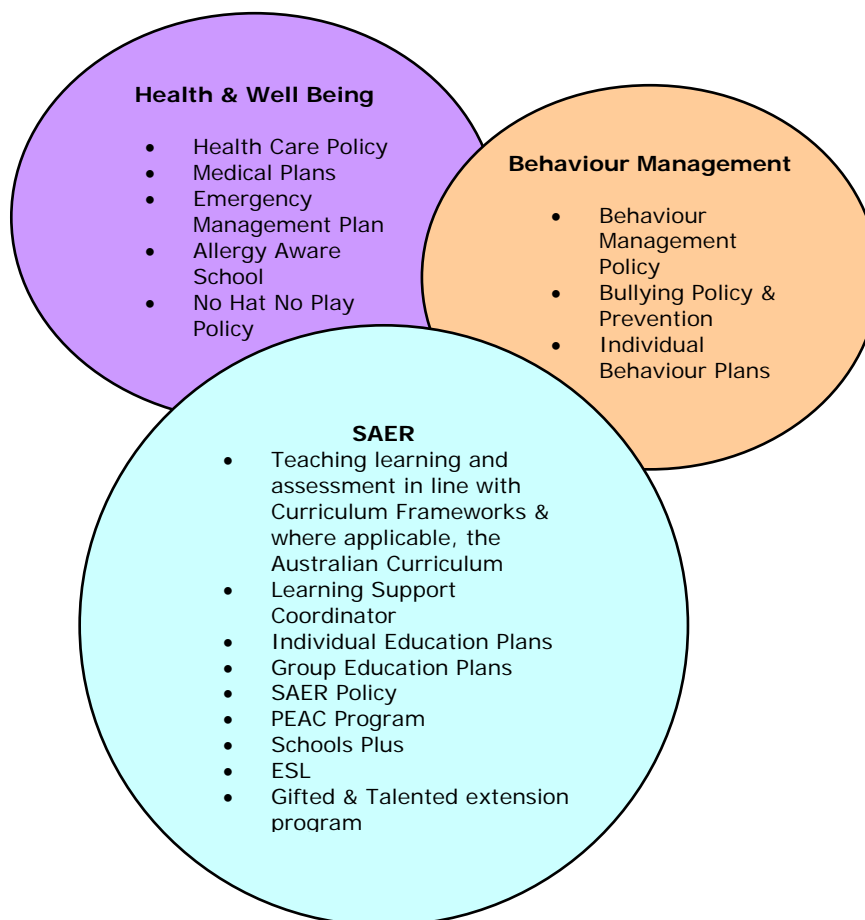 Health & Well Being
• Health Care Policy
• Medical Plans
• Emergency
Management Plan
• Allergy Aware
School
• No Hat No Play
Policy
Behaviour Management
• Behaviour
Management
Policy
• Bullying Policy &
Prevention
• Individual
Behaviour Plans
SAER
• Teaching learning and
assessment in line with
Curriculum Frameworks &
where applicable, the
Australian Curriculum
• Learning Support
Coordinator
• Individual Education Plans
• Group Education Plans
• SAER Policy
• PEAC Program
• Schools Plus
• ESL
• Gifted & Talented extension
program